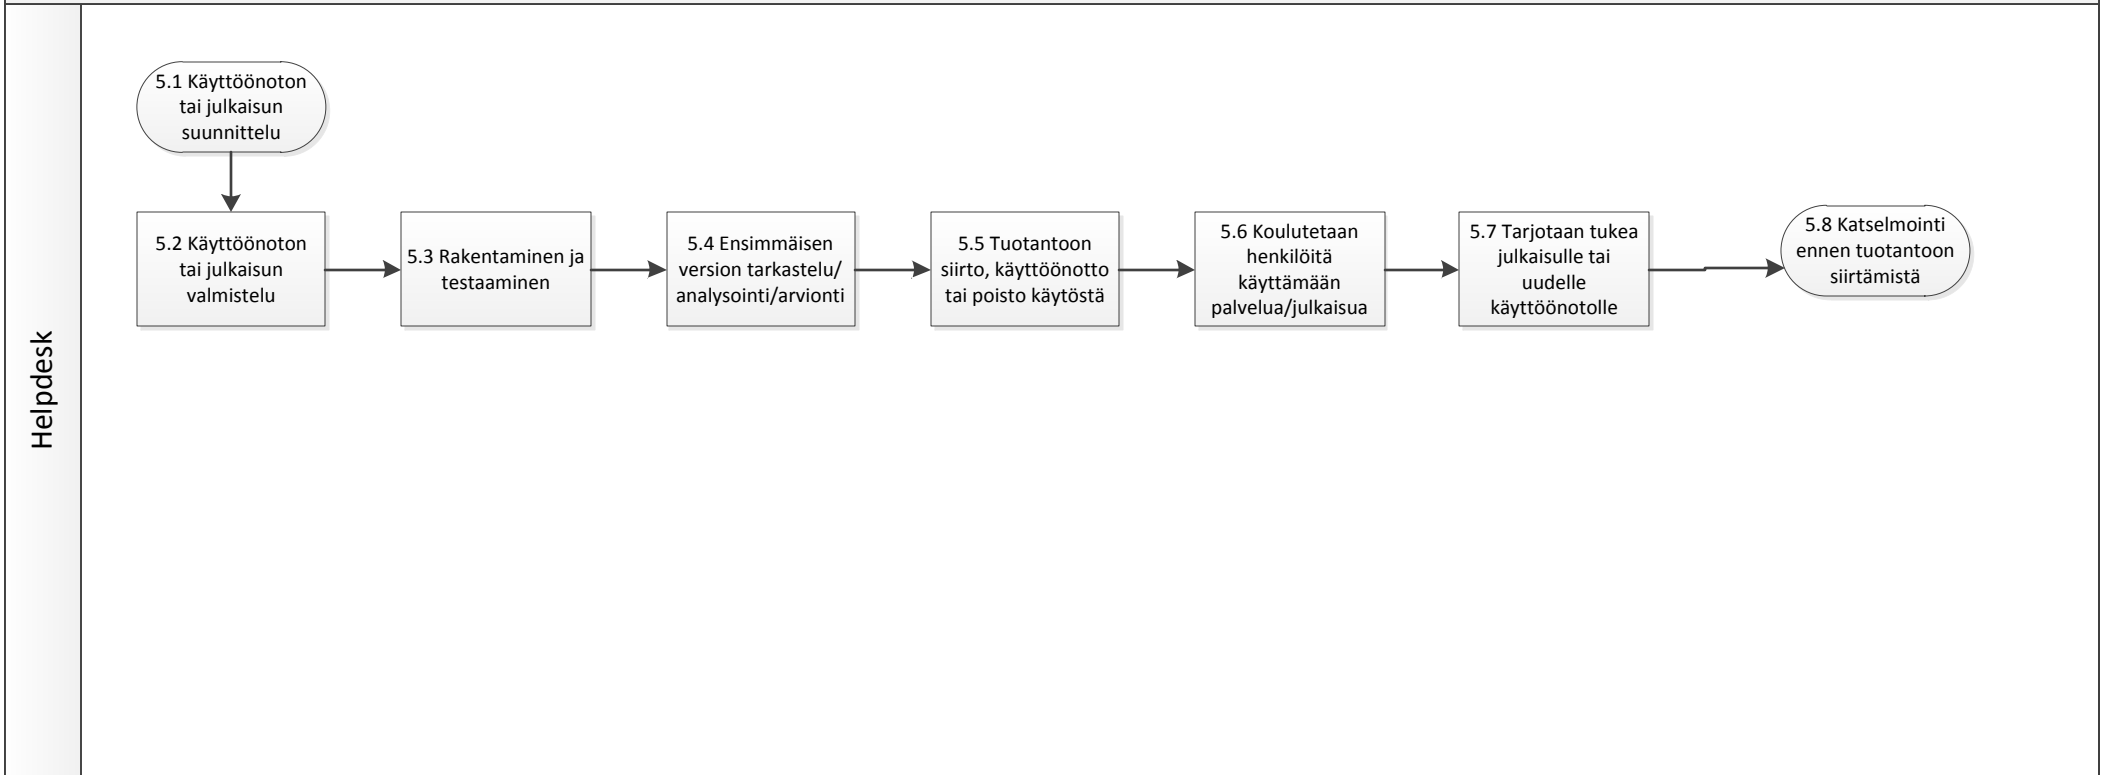 Helpdesk
5.1 Käyttöönoton
tai julkaisun
suunnittelu
5.2 Käyttöönoton
tai julkaisun
valmistelu
5.3 Rakentaminen ja
testaaminen
5.4 Ensimmäisen
version tarkastelu/
analysointi/arvionti
5.5 Tuotantoon
siirto, käyttöönotto
tai poisto käytöstä
5.6 Koulutetaan
henkilöitä
käyttämään
palvelua/julkaisua
5.7 Tarjotaan tukea
julkaisulle tai
uudelle
käyttöönotolle
5.8 Katselmointi
ennen tuotantoon
siirtämistä